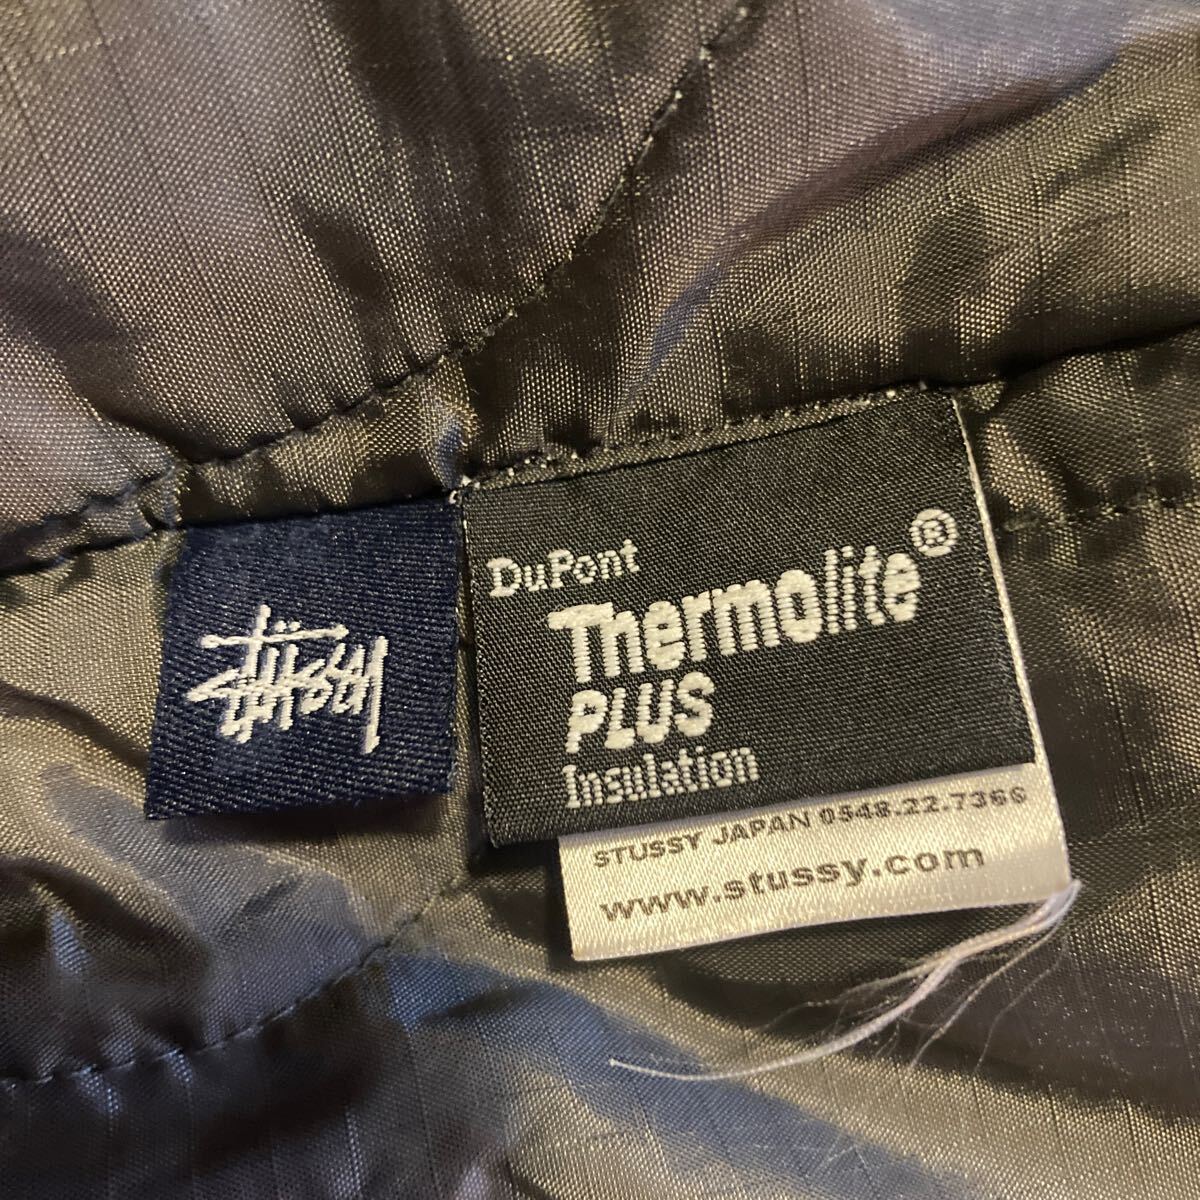 Stüssy
DuPont
Thermolite®
PLUS
Insulation
STUSSY JAPAN 0548.22.7366
www.stussy.com